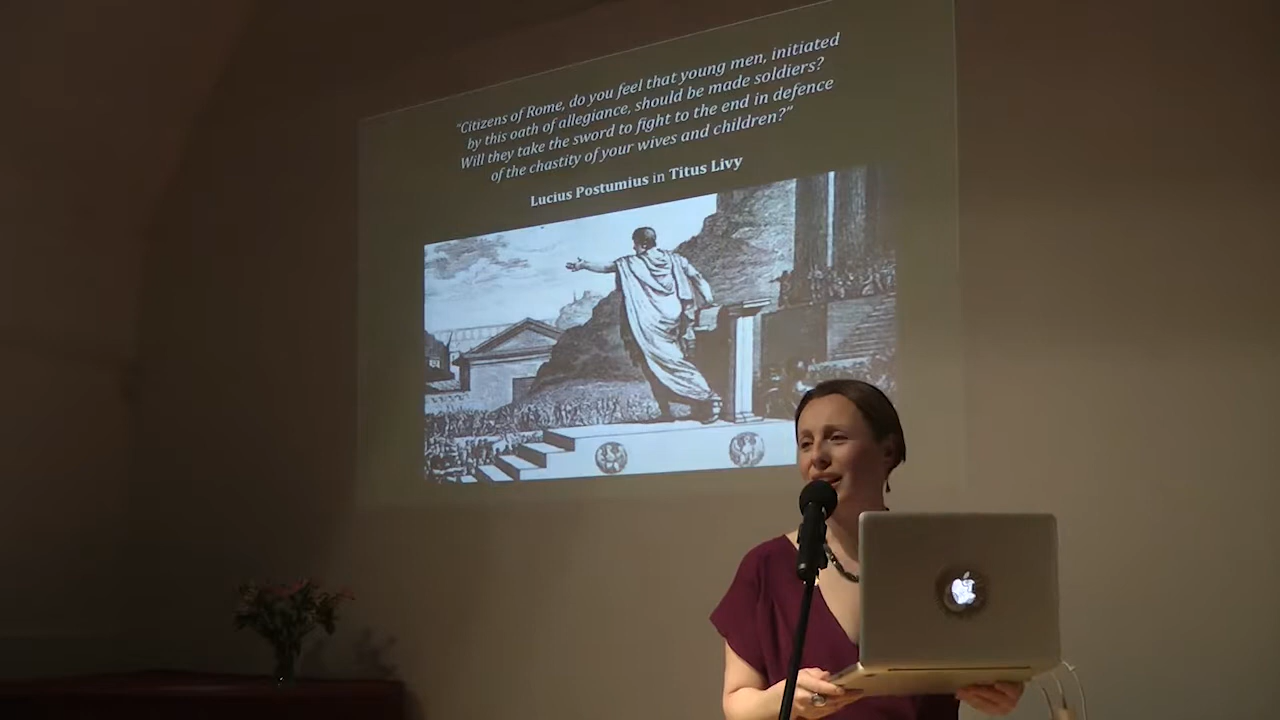 "Citizens of Rome, do you feel that young men, initiated
by this oath of allegiance, should be made soldiers?
Will they take the sword to fight to the end in defence
of the chastity of your wives and children?"
Lucius Postumius in Titus Livy